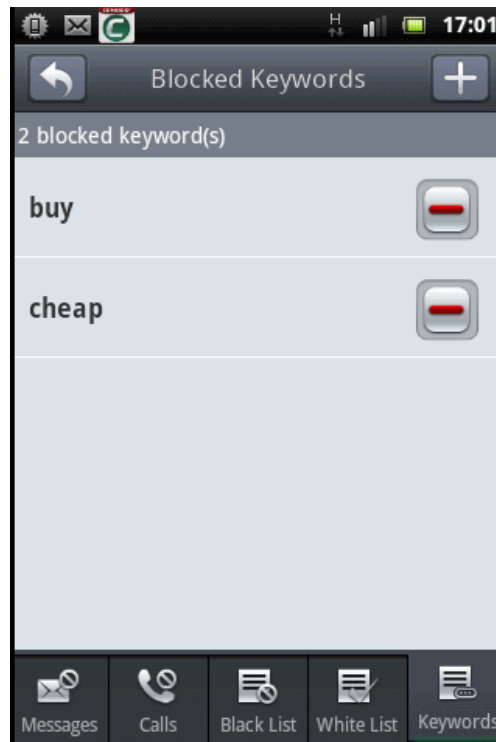 H 17:01
Blocked Keywords
2 blocked keyword(s)
buy
cheap
Messages Calls Black List White List Keywords